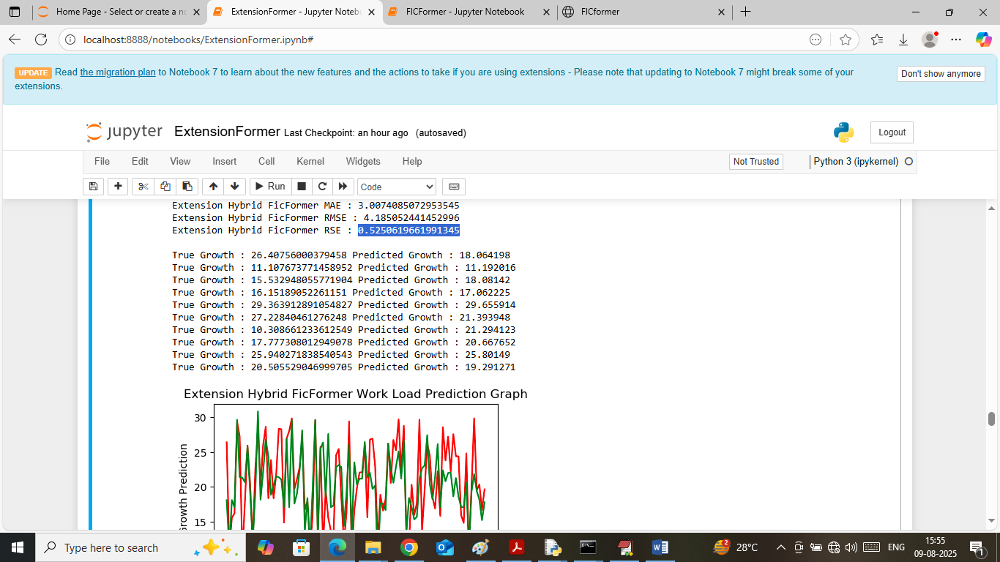 Home Page - Select or create a no
ExtensionFormer - Jupyter Notebo
FICFormer - Jupyter Notebook
FICformer
localhost:8888/notebooks/ExtensionFormer.ipynb#
UPDATE Read the migration plan to Notebook 7 to learn about the new features and the actions to take if you are using extensions - Please note that updating to Notebook 7 might break some of your
extensions.
Don't show anymore
jupyter ExtensionFormer Last Checkpoint: an hour ago (autosaved)
Logout
File Edit View Insert Cell Kernel Widgets Help
Not Trusted
Python 3 (ipykernel)
Run
Code
Extension Hybrid FicFormer MAE : 3.0074085072953545
Extension Hybrid FicFormer RMSE : 4.185052441452996
Extension Hybrid FicFormer RSE : 0.5250619661991345
True Growth : 26.40756000379458 Predicted Growth : 18.064198
True Growth : 11.107673771458952 Predicted Growth : 11.192016
True Growth : 15.532948055771904 Predicted Growth : 18.08142
True Growth : 16.15189052261151 Predicted Growth : 17.062225
True Growth : 29.363912891054827 Predicted Growth : 29.655914
True Growth : 27.22840461276248 Predicted Growth : 21.393948
True Growth : 10.308661233612549 Predicted Growth : 21.294123
True Growth : 17.777308012949078 Predicted Growth : 20.667652
True Growth : 25.940271838540543 Predicted Growth : 25.80149
True Growth : 20.505529046999705 Predicted Growth : 19.291271
Extension Hybrid FicFormer Work Load Prediction Graph
30
25
20
15
Growth Prediction
Type here to search
2
28°C
ENG
15:55
09-08-2025
1